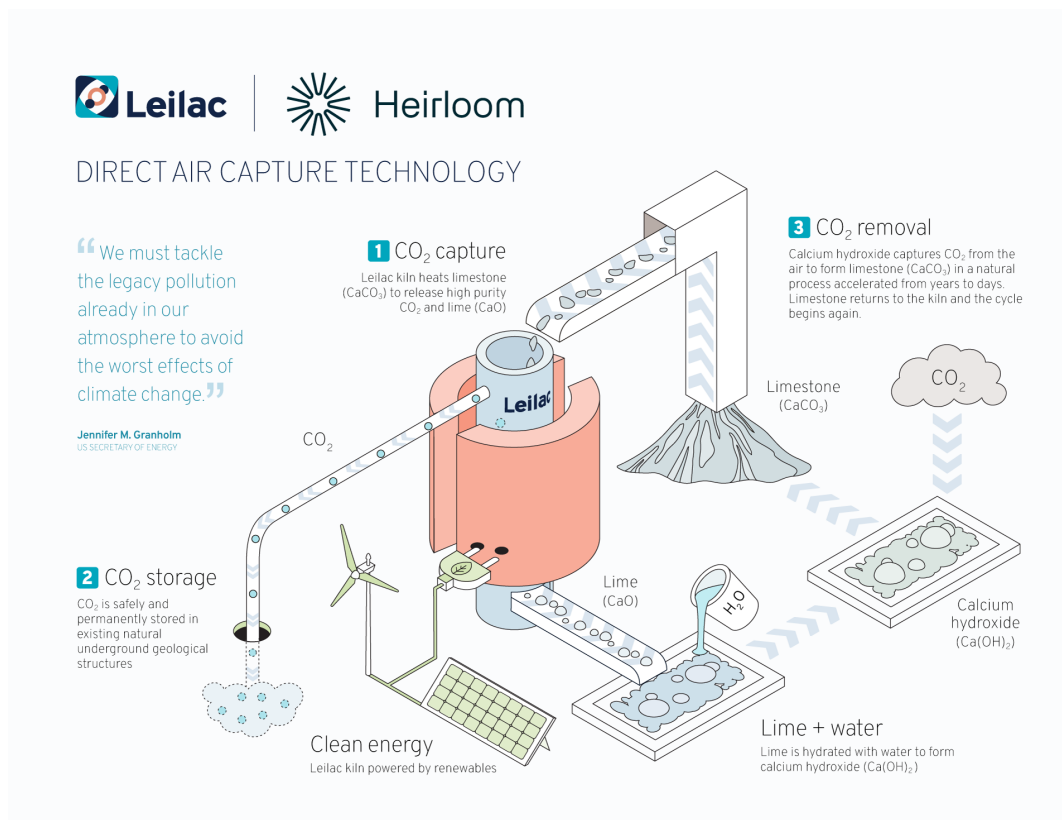 Leilac
Heirloom
DIRECT AIR CAPTURE TECHNOLOGY
“We must tackle
the legacy pollution
already in our
atmosphere to avoid
the worst effects of
climate change.”
Jennifer M. Granholm
US SECRETARY OF ENERGY
1 CO₂ capture
Leilac kiln heats limestone
(CaCO₃) to release high purity
CO₂ and lime (CaO)
3 CO₂ removal
Calcium hydroxide captures CO₂ from the
air to form limestone (CaCO₃) in a natural
process accelerated from years to days.
Limestone returns to the kiln and the cycle
begins again.
Leilac
Limestone
(CaCO₃)
CO₂
CO₂
2 CO₂ storage
CO₂ is safely and
permanently stored in
existing natural
underground geological
structures
Lime
(CaO)
H₂O
Calcium
hydroxide
(Ca(OH)₂)
Clean energy
Leilac kiln powered by renewables
Lime + water
Lime is hydrated with water to form
calcium hydroxide (Ca(OH)₂)